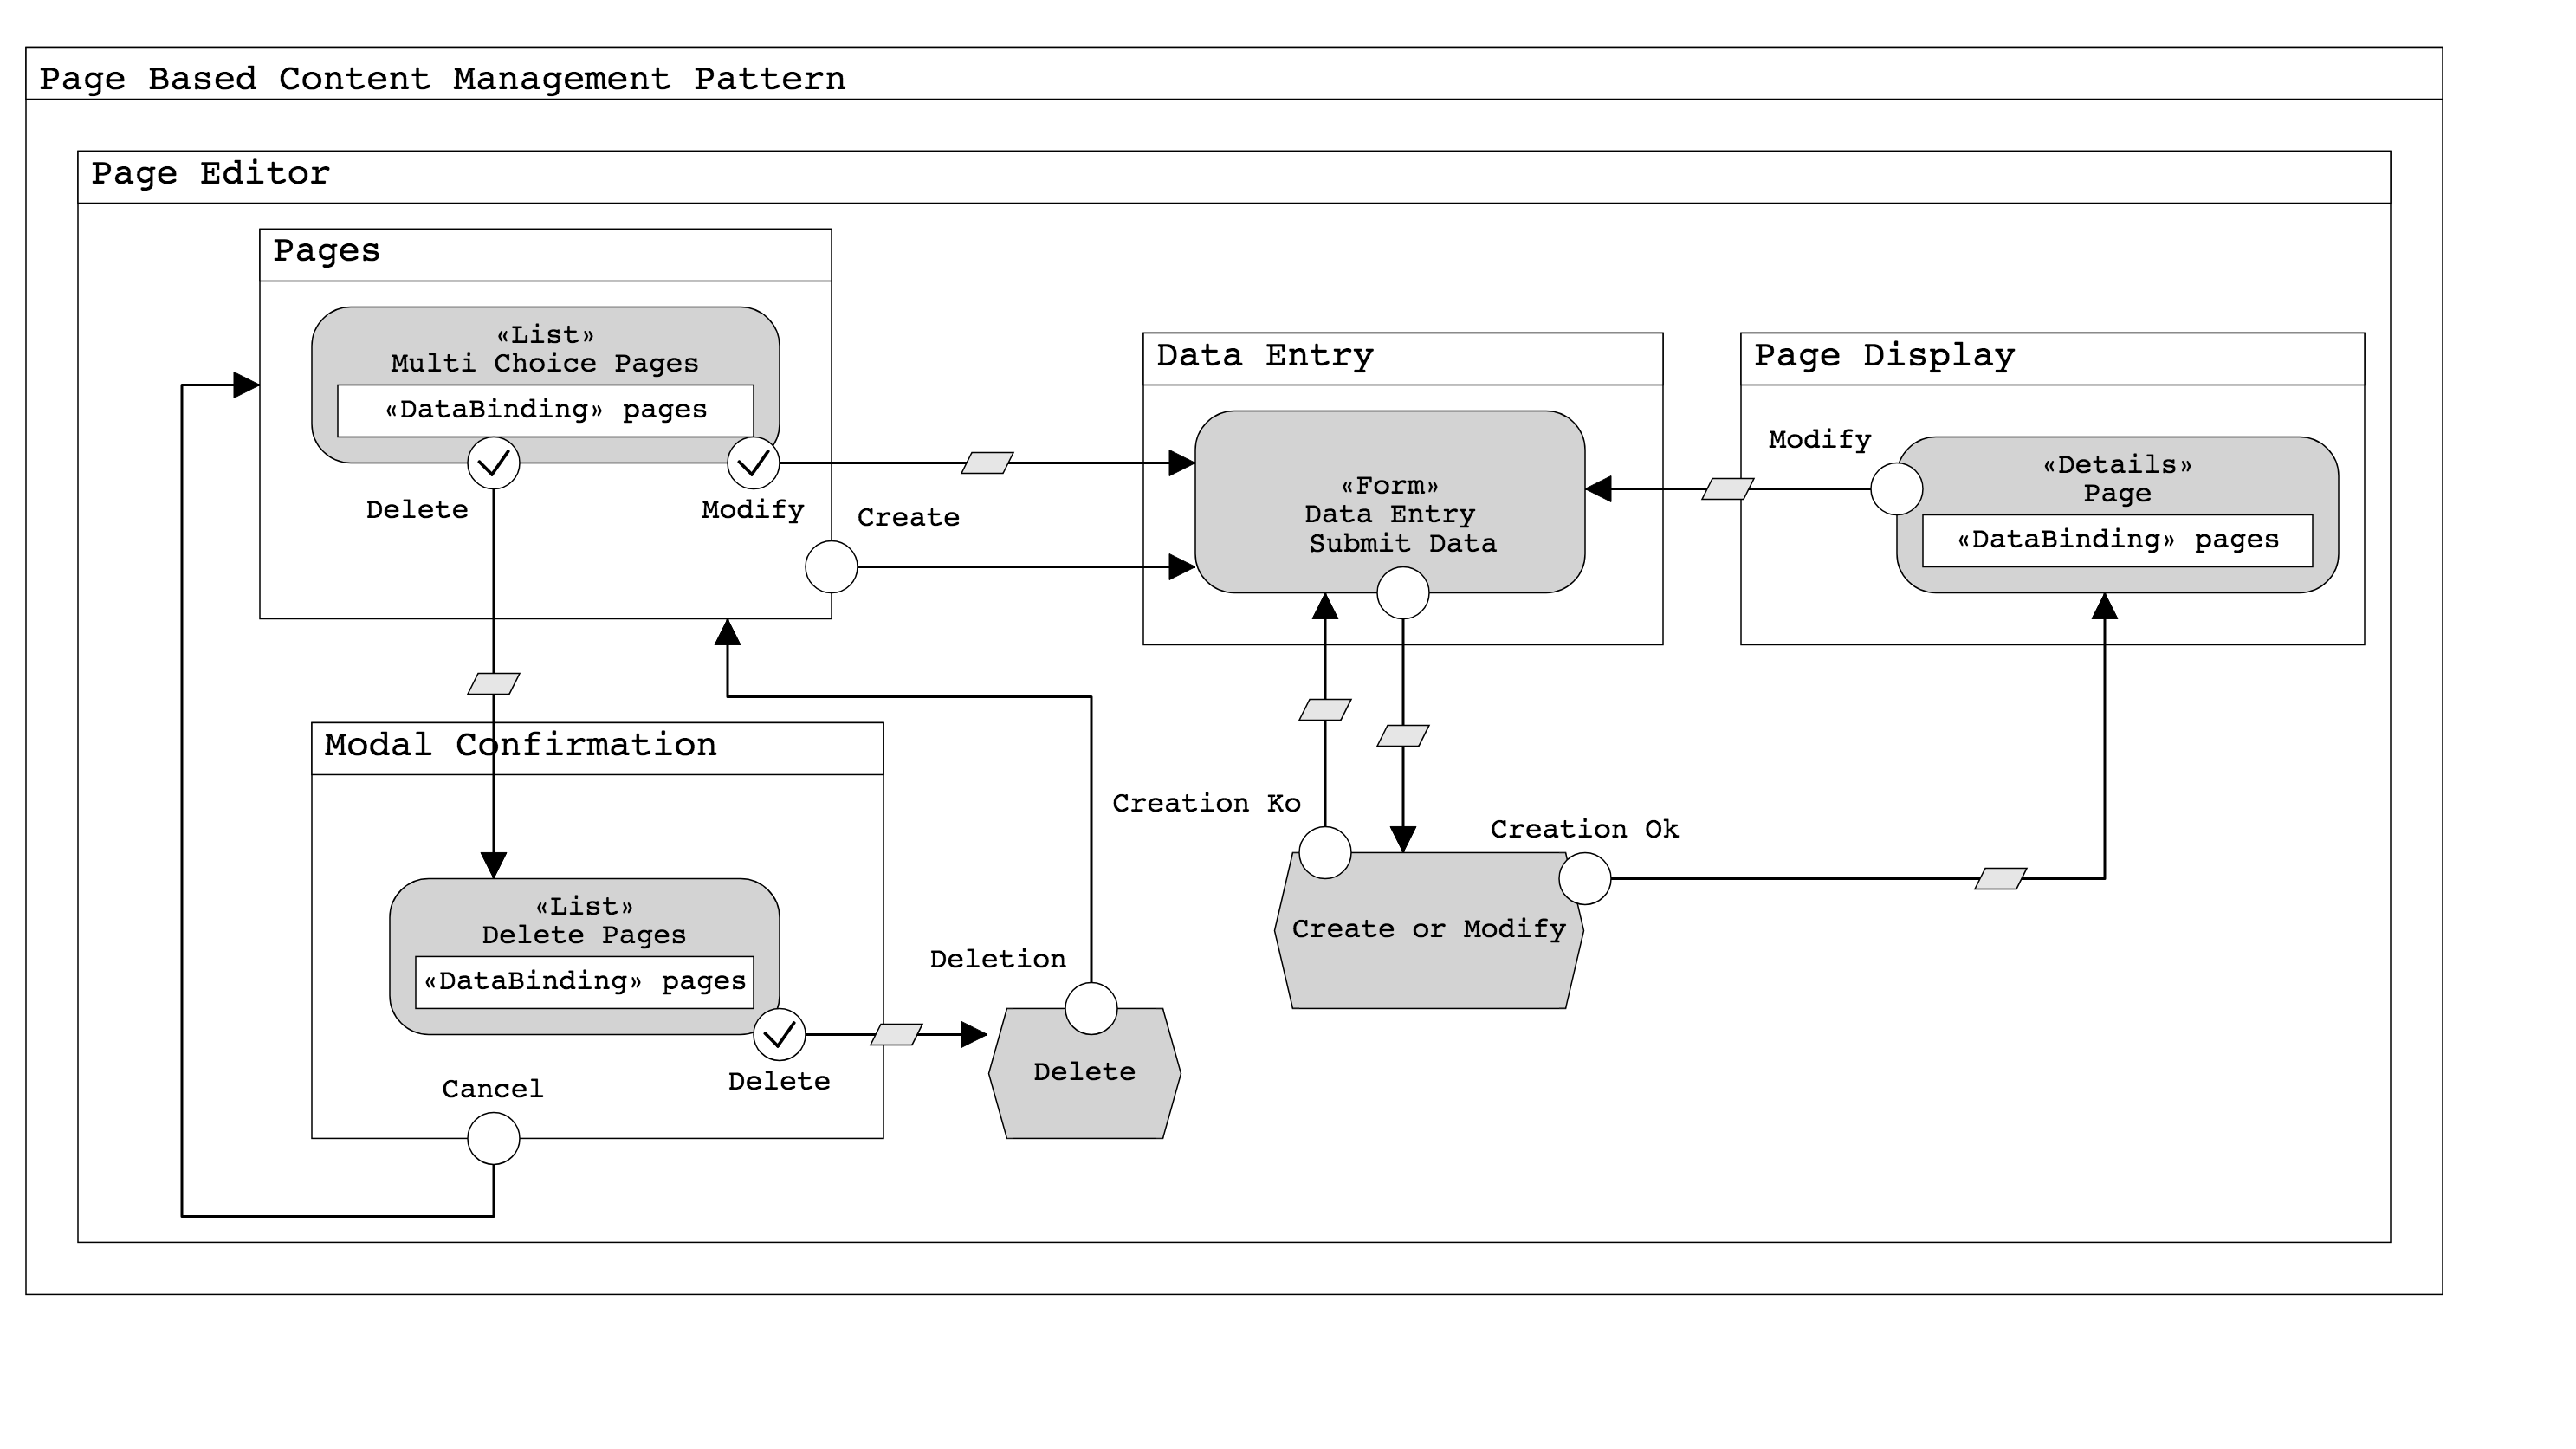 Page Based Content Management Pattern
Page Editor
Pages
«List»
Multi Choice Pages
«DataBinding» pages
Delete
Modify
Create
Data Entry
«Form»
Data Entry
Submit Data
Page Display
Modify
«Details»
Page
«DataBinding» pages
Modal Confirmation
«List»
Delete Pages
«DataBinding» pages
Delete
Cancel
Deletion
Delete
Creation Ko
Creation Ok
Create or Modify